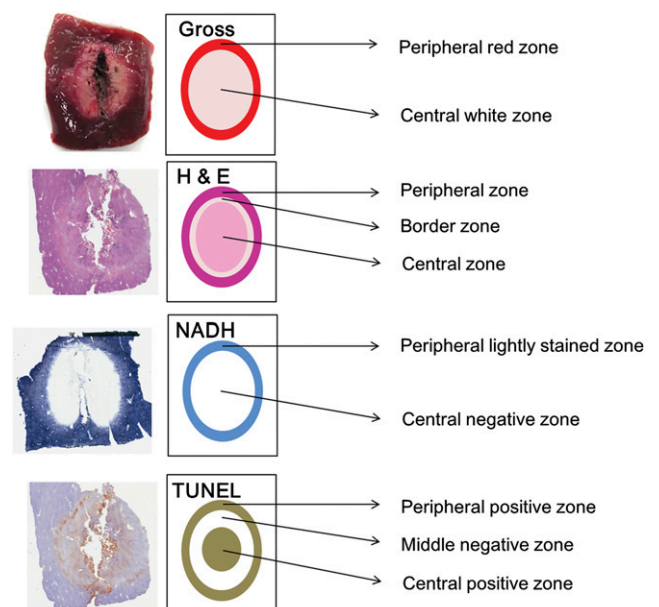 Gross
Peripheral red zone
Central white zone
H & E
Peripheral zone
Border zone
Central zone
NADH
Peripheral lightly stained zone
Central negative zone
TUNEL
Peripheral positive zone
Middle negative zone
Central positive zone